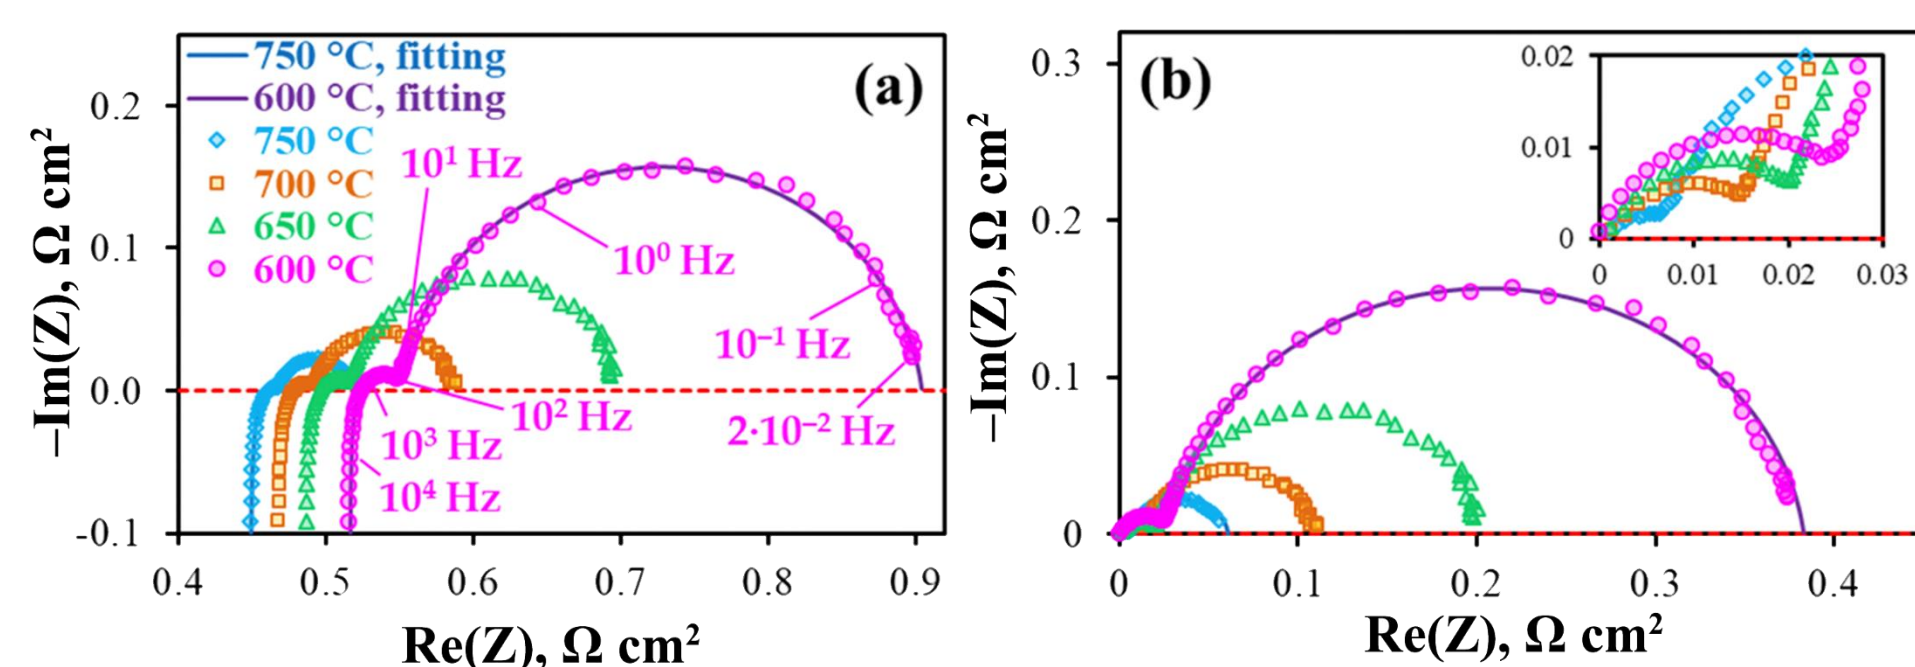 750 °C, fitting
600 °C, fitting
750 °C
700 °C
650 °C
600 °C
(a)
10¹ Hz
10⁰ Hz
10⁻¹ Hz
10² Hz
2·10⁻² Hz
10³ Hz
10⁴ Hz
0.2
0.1
0.0
-0.1
0.4 0.5 0.6 0.7 0.8 0.9
–Im(Z), Ω cm²
Re(Z), Ω cm²
(b)
0.3
0.2
0.1
0
0 0.1 0.2 0.3 0.4
–Im(Z), Ω cm²
Re(Z), Ω cm²
0.02
0.01
0
0 0.01 0.02 0.03